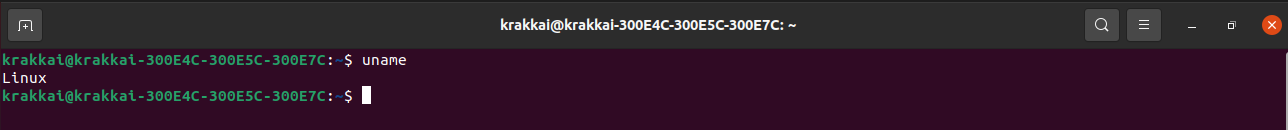 krakkai@krakkai-300E4C-300E5C-300E7C: ~
krakkai@krakkai-300E4C-300E5C-300E7C:~$ uname
Linux
krakkai@krakkai-300E4C-300E5C-300E7C:~$